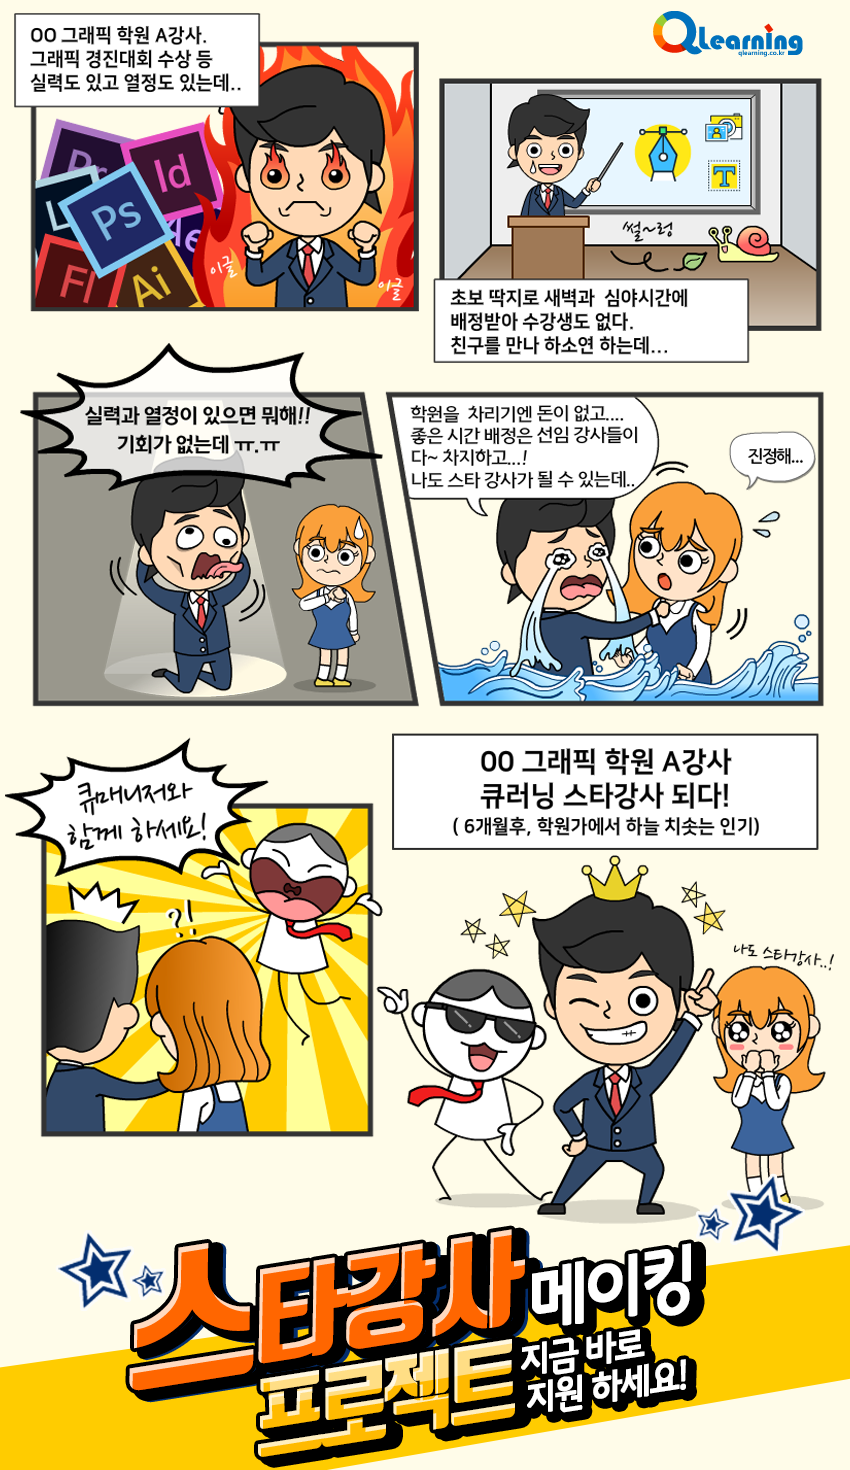 QLearning
qlearning.co.kr
OO 그래픽 학원 A강사.
그래픽 경진대회 수상 등
실력도 있고 열정도 있는데..
Pr
Id
Ps
Fl
Ai
이글
이글
T
썰~렁
초보 딱지로 새벽과 심야시간에
배정받아 수강생도 없다.
친구를 만나 하소연 하는데...
실력과 열정이 있으면 뭐해!!
기회가 없는데 ㅠ.ㅠ
학원을 차리기엔 돈이 없고....
좋은 시간 배정은 선임 강사들이
다~ 차지하고...!
나도 스타 강사가 될 수 있는데..
진정해...
큐매니저와
함께 하세요!
?!
OO 그래픽 학원 A강사
큐러닝 스타강사 되다!
( 6개월후, 학원가에서 하늘 치솟는 인기)
나도 스타강사..!
스타강사 메이킹
프로젝트 지금 바로
지원 하세요!